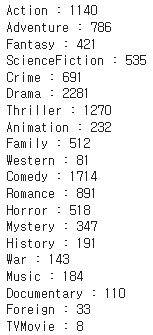 Action : 1140
Adventure : 786
Fantasy : 421
ScienceFiction : 535
Crime : 691
Drama : 2281
Thriller : 1270
Animation : 232
Family : 512
Western : 81
Comedy : 1714
Romance : 891
Horror : 518
Mystery : 347
History : 191
War : 143
Music : 184
Documentary : 110
Foreign : 33
TVMovie : 8